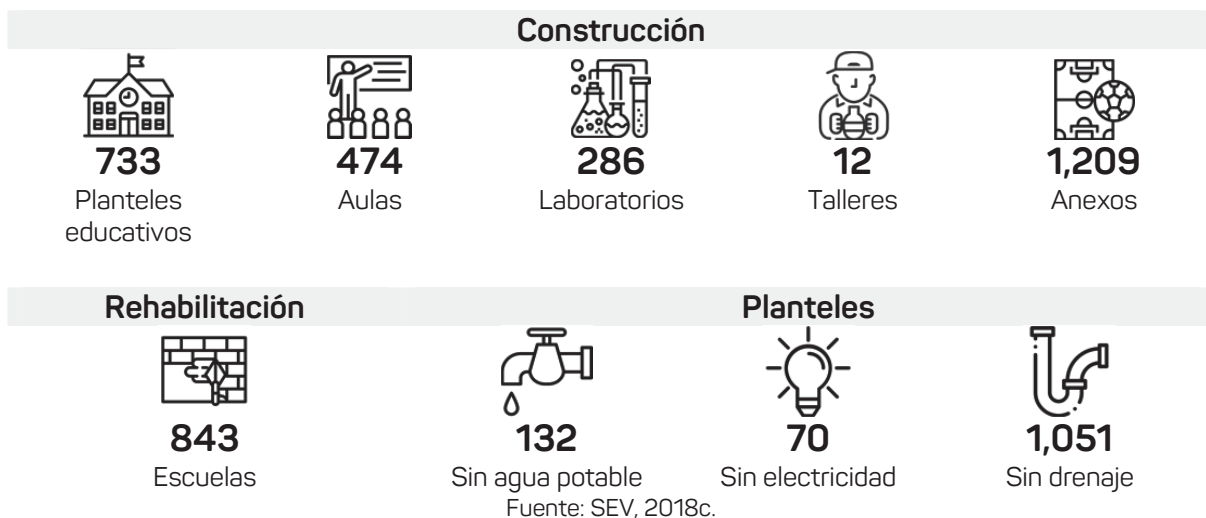 Construcción
733
Planteles
educativos
474
Aulas
286
Laboratorios
12
Talleres
1,209
Anexos
Rehabilitación
843
Escuelas
Planteles
132
Sin agua potable
70
Sin electricidad
1,051
Sin drenaje
Fuente: SEV, 2018c.